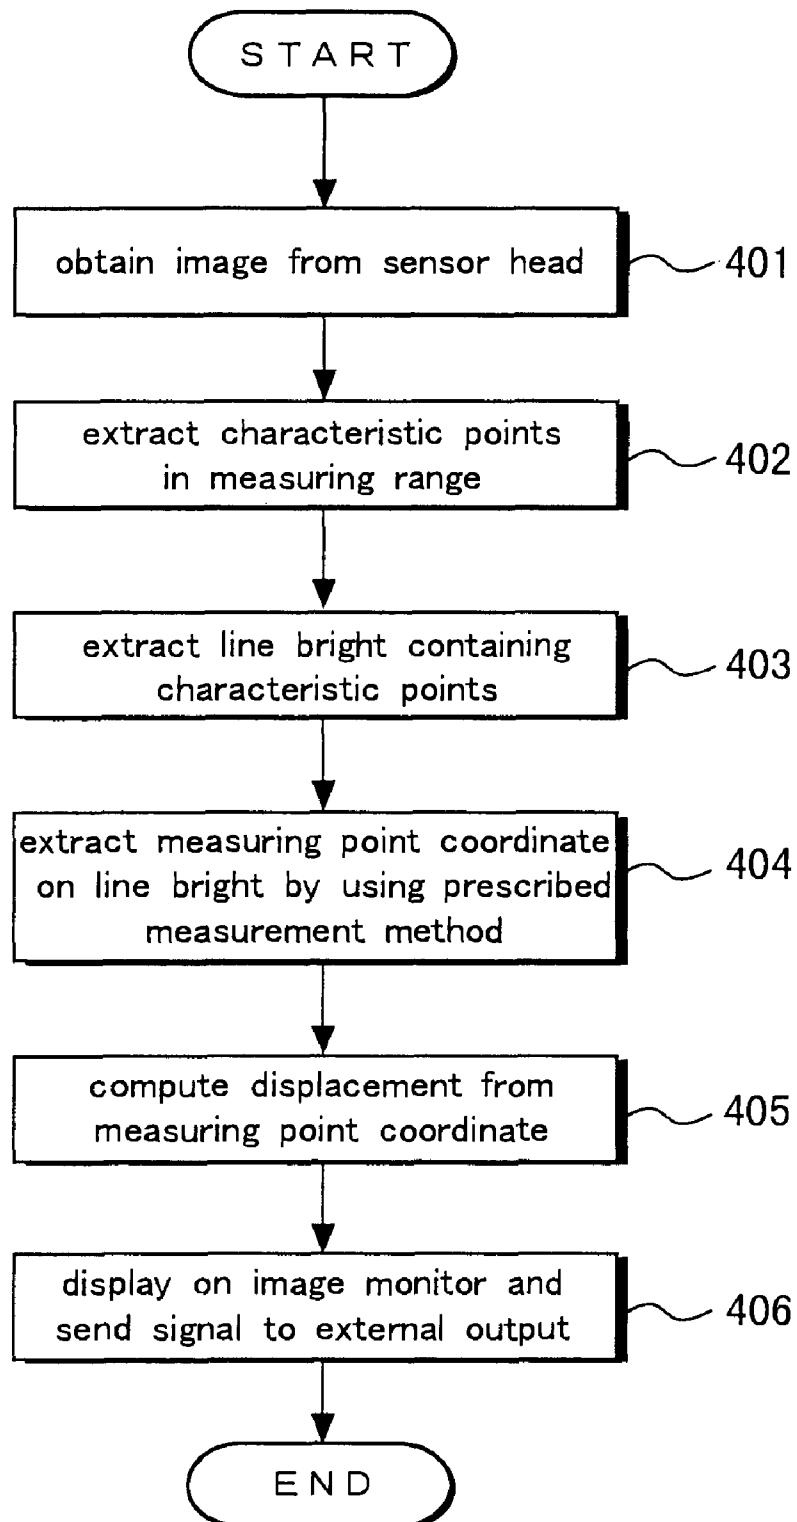 START
obtain image from sensor head
401
extract characteristic points
in measuring range
402
extract line bright containing
characteristic points
403
extract measuring point coordinate
on line bright by using prescribed
measurement method
404
compute displacement from
measuring point coordinate
405
display on image monitor and
send signal to external output
406
END